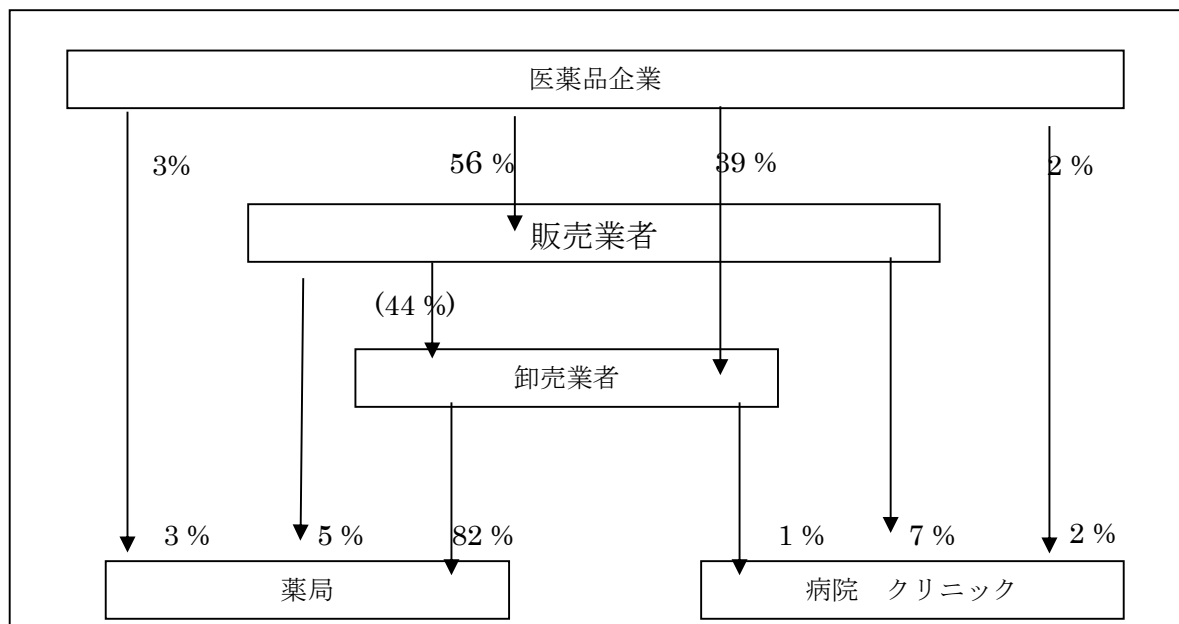 医薬品企業
3%
56 %
39 %
2 %
販売業者
(44 %)
卸売業者
3 %
5 %
82 %
1 %
7 %
2 %
薬局
病院　クリニック